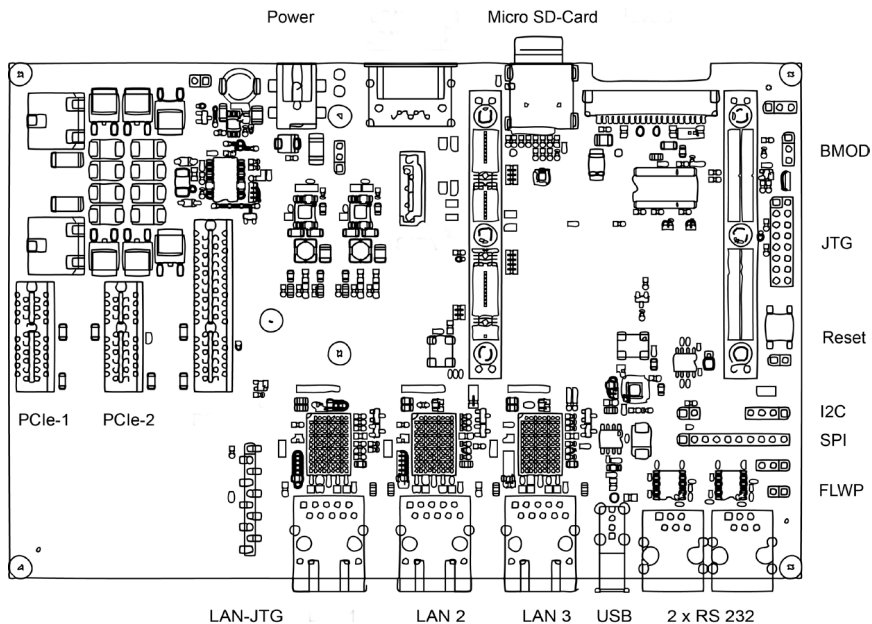 Power Micro SD-Card
BMOD
JTG
Reset
PCIe-1 PCIe-2
I2C
SPI
FLWP
LAN-JTG LAN 2 LAN 3 USB 2 x RS 232